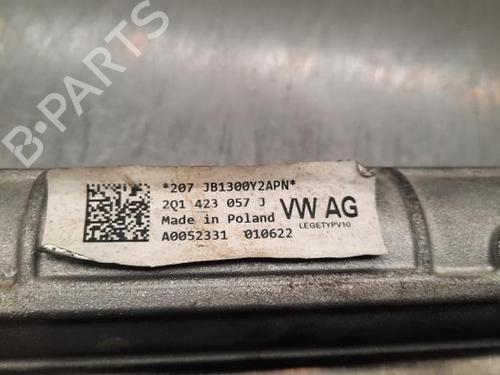 B-PARTS
*207 JB1300Y2APN*
2Q1 423 057 J
Made in Poland
A0052331 010622
VW AG
LEGETYPV10